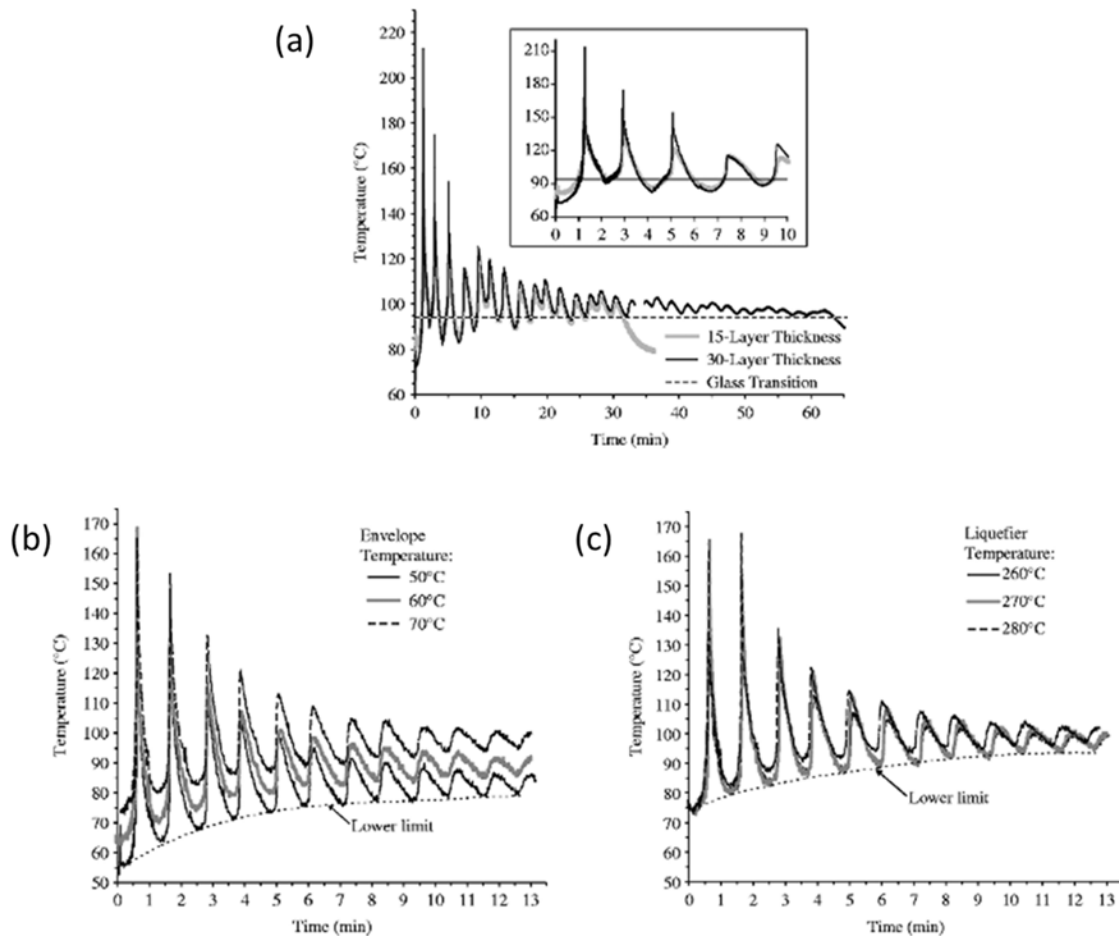 (a)
Temperature (°C)
220
200
180
160
140
120
100
80
60
0 10 20 30 40 50 60
Time (min)
210
180
150
120
90
60
0 1 2 3 4 5 6 7 8 9 10
15-Layer Thickness
30-Layer Thickness
Glass Transition
(b)
Temperature (°C)
170
160
150
140
130
120
110
100
90
80
70
60
50
0 1 2 3 4 5 6 7 8 9 10 11 12 13
Time (min)
Envelope
Temperature:
50°C
60°C
70°C
Lower limit
(c)
Temperature (°C)
170
160
150
140
130
120
110
100
90
80
70
60
50
0 1 2 3 4 5 6 7 8 9 10 11 12 13
Time (min)
Liquefier
Temperature:
260°C
270°C
280°C
Lower limit